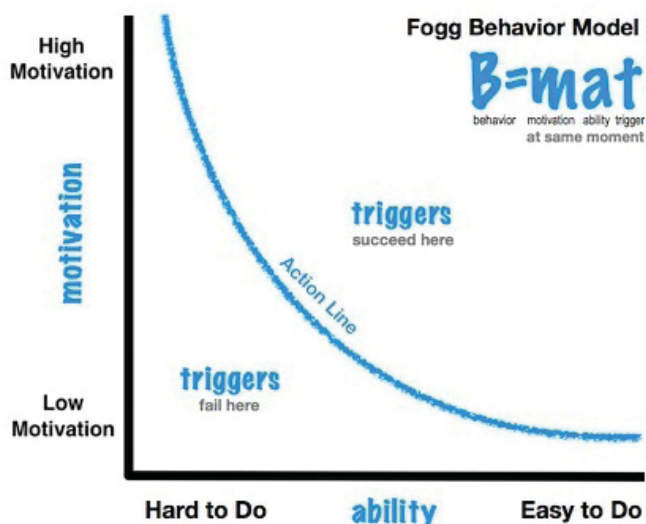 Fogg Behavior Model
B=mat
behavior motivation ability trigger
at same moment
High
Motivation
motivation
Low
Motivation
triggers
succeed here
Action Line
triggers
fail here
Hard to Do
ability
Easy to Do